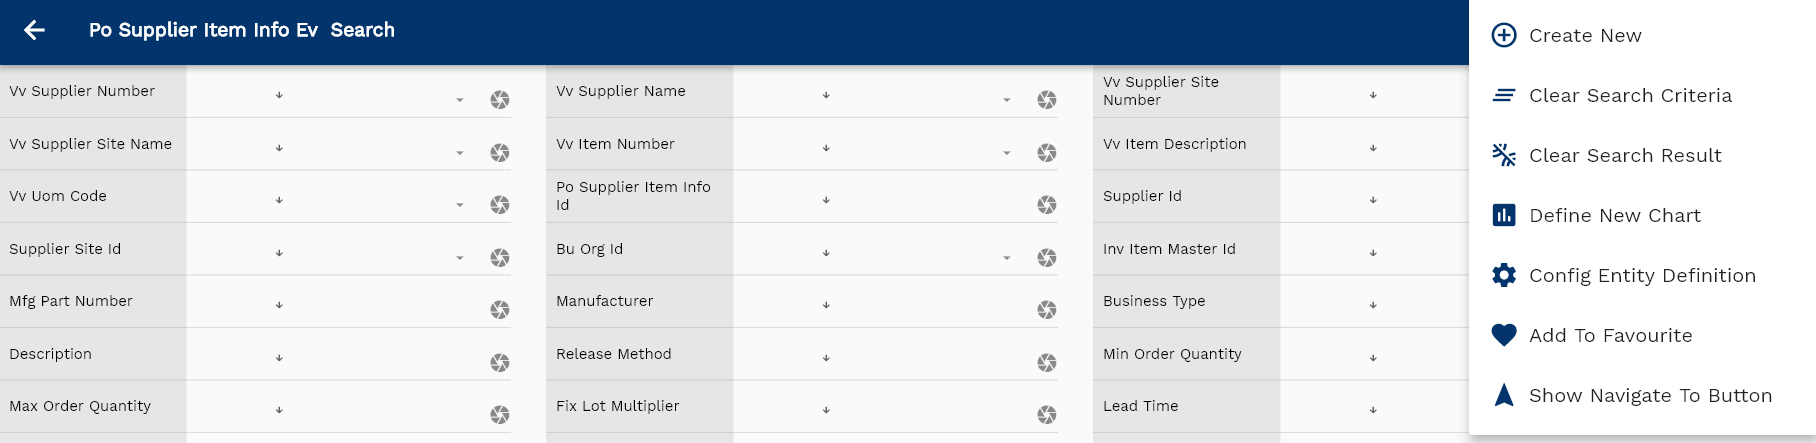 Po Supplier Item Info Ev  Search
Vv Supplier Number
Vv Supplier Name
Vv Supplier Site
Number
Vv Supplier Site Name
Vv Item Number
Vv Item Description
Vv Uom Code
Po Supplier Item Info
Id
Supplier Id
Supplier Site Id
Bu Org Id
Inv Item Master Id
Mfg Part Number
Manufacturer
Business Type
Description
Release Method
Min Order Quantity
Max Order Quantity
Fix Lot Multiplier
Lead Time
Create New
Clear Search Criteria
Clear Search Result
Define New Chart
Config Entity Definition
Add To Favourite
Show Navigate To Button